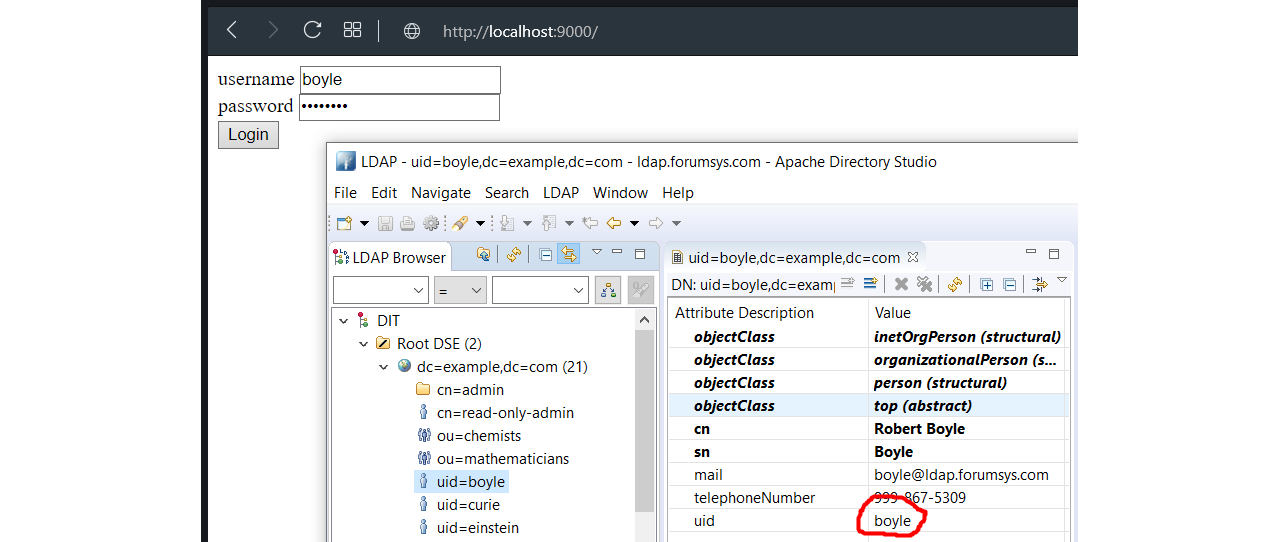 http://localhost:9000/
username boyle
password ••••••••
Login
LDAP - uid=boyle,dc=example,dc=com - ldap.forumsys.com - Apache Directory Studio
File Edit Navigate Search LDAP Window Help
LDAP Browser
=
DIT
Root DSE (2)
dc=example,dc=com (21)
cn=admin
cn=read-only-admin
ou=chemists
ou=mathematicians
uid=boyle
uid=curie
uid=einstein
uid=boyle,dc=example,dc=com
DN: uid=boyle,dc=examp
Attribute Description Value
objectClass inetOrgPerson (structural)
objectClass organizationalPerson (s...
objectClass person (structural)
objectClass top (abstract)
cn Robert Boyle
sn Boyle
mail boyle@ldap.forumsys.com
telephoneNumber 999-867-5309
uid boyle